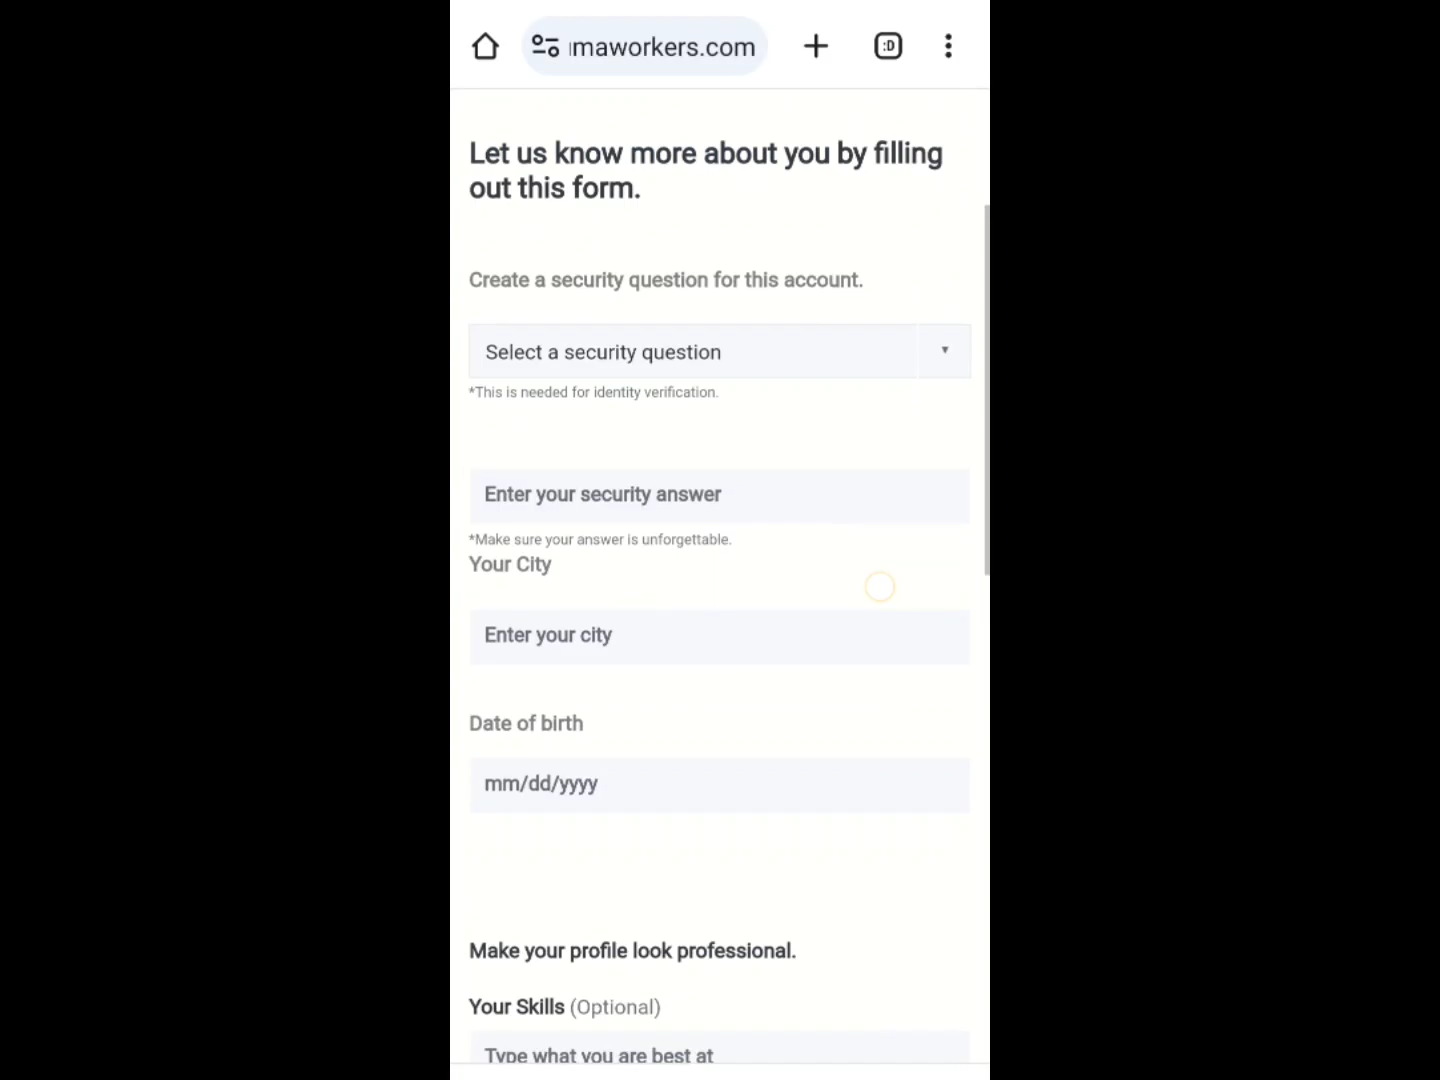 maworkers.com
:D
Let us know more about you by filling
out this form.
Create a security question for this account.
Select a security question
*This is needed for identity verification.
Enter your security answer
*Make sure your answer is unforgettable.
Your City
Enter your city
Date of birth
mm/dd/yyyy
Make your profile look professional.
Your Skills (Optional)
Type what you are best at